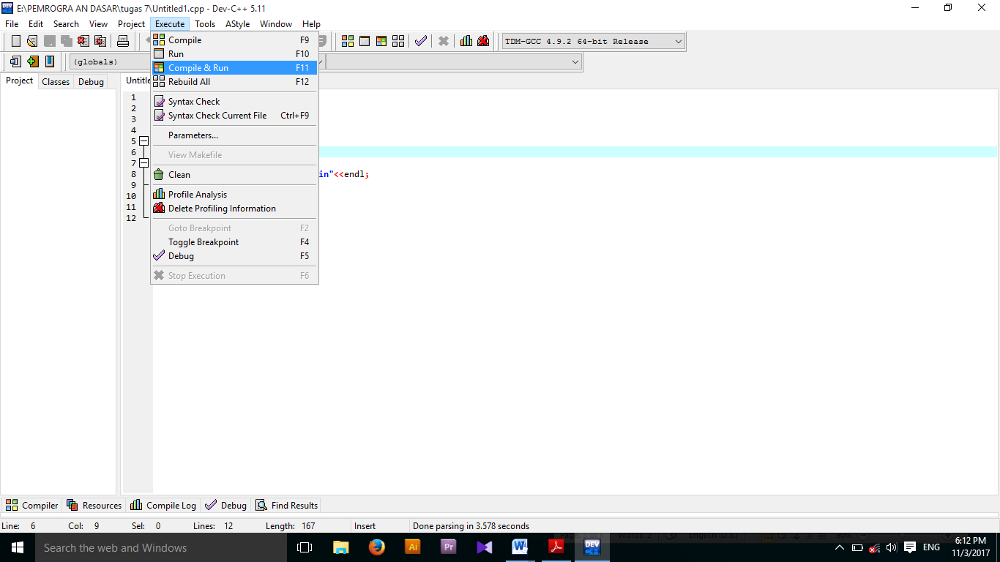 E:\PEMROGRA AN DASAR\tugas 7\Untitled1.cpp - Dev-C++ 5.11
File Edit Search View Project Execute Tools AStyle Window Help
TDM-GCC 4.9.2 64-bit Release
(globals)
Project Classes Debug Untitle
Compile F9
Run F10
Compile & Run F11
Rebuild All F12
Syntax Check
Syntax Check Current File Ctrl+F9
Parameters...
View Makefile
Clean
Profile Analysis
Delete Profiling Information
Goto Breakpoint F2
Toggle Breakpoint F4
Debug F5
Stop Execution F6
1
2
3
4
5
6
7
8 in"<<endl;
9
10
11
12
Compiler Resources Compile Log Debug Find Results
Line: 6 Col: 9 Sel: 0 Lines: 12 Length: 167 Insert Done parsing in 3.578 seconds
Search the web and Windows
Ai Pr W DEV
ENG
6:12 PM
11/3/2017